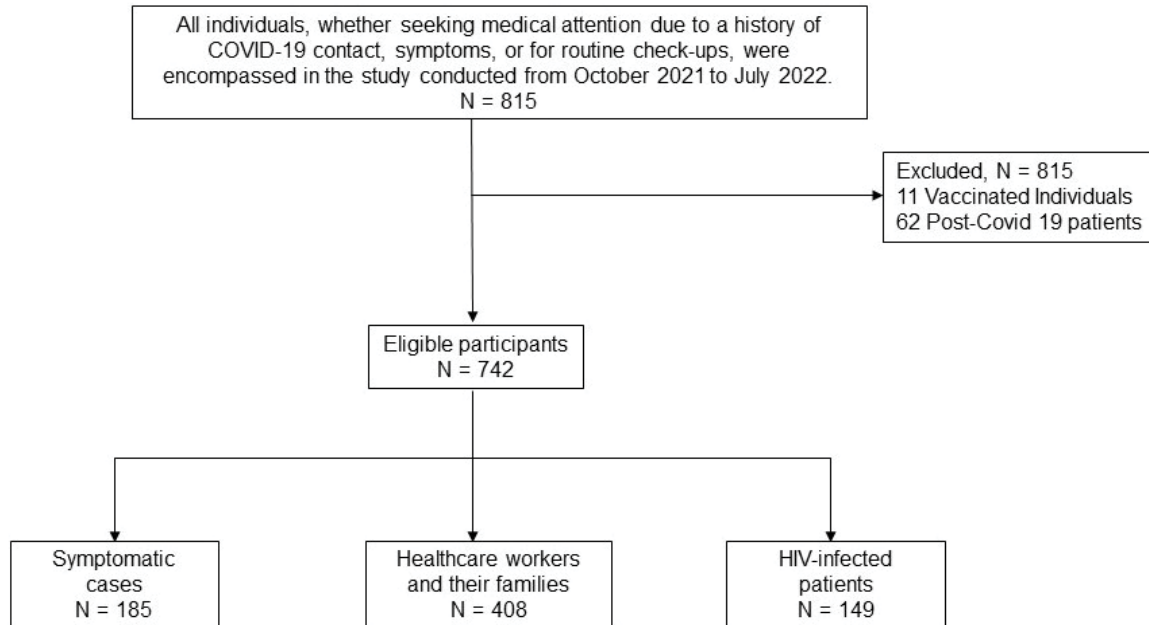 All individuals, whether seeking medical attention due to a history of
COVID-19 contact, symptoms, or for routine check-ups, were
encompassed in the study conducted from October 2021 to July 2022.
N = 815
Excluded, N = 815
11 Vaccinated Individuals
62 Post-Covid 19 patients
Eligible participants
N = 742
Symptomatic
cases
N = 185
Healthcare workers
and their families
N = 408
HIV-infected
patients
N = 149